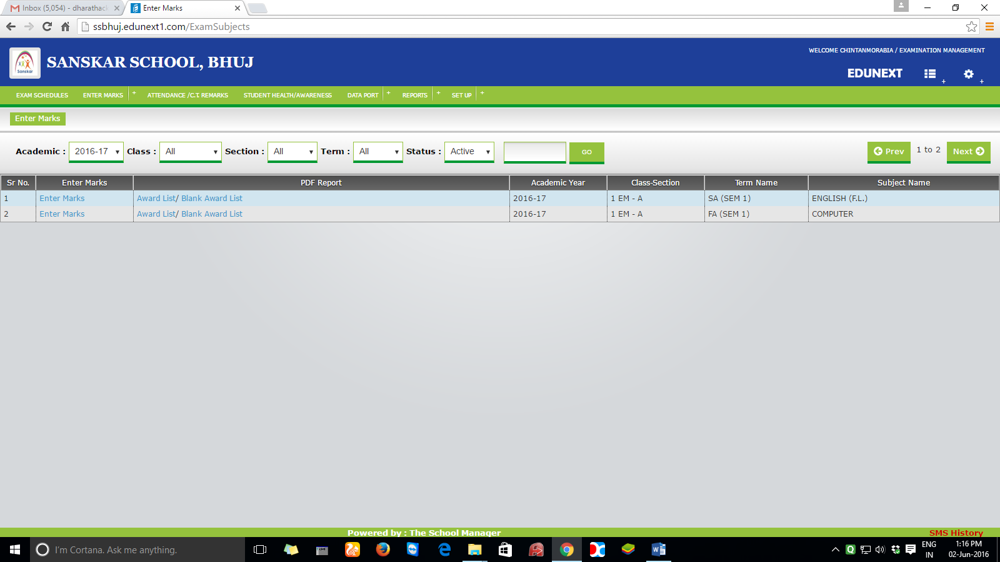 Inbox (5,054) - dharathac
Enter Marks
ssbhuj.edunext1.com/ExamSubjects
WELCOME CHINTANMORABIA / EXAMINATION MANAGEMENT
Sanskar
SANSKAR SCHOOL, BHUJ
EDUNEXT
+ +
EXAM SCHEDULES ENTER MARKS + ATTENDANCE /C.T. REMARKS STUDENT HEALTH/AWARENESS DATA PORT + REPORTS + SET UP +
Enter Marks
Academic : 2016-17 Class : All Section : All Term : All Status : Active GO Prev 1 to 2 Next
Sr No. Enter Marks PDF Report Academic Year Class-Section Term Name Subject Name
1 Enter Marks Award List/ Blank Award List 2016-17 1 EM - A SA (SEM 1) ENGLISH (F.L.)
2 Enter Marks Award List/ Blank Award List 2016-17 1 EM - A FA (SEM 1) COMPUTER
Powered by : The School Manager
SMS History
I'm Cortana. Ask me anything.
ENG
IN
1:16 PM
02-Jun-2016